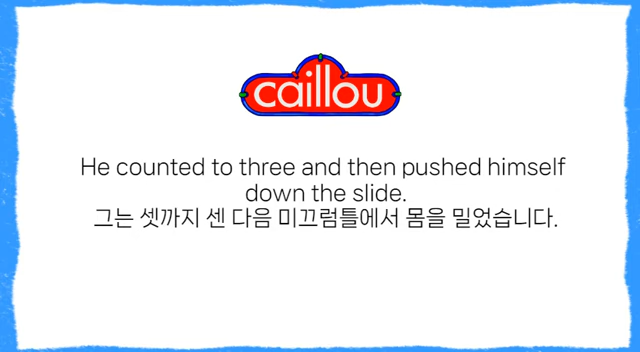 caillou
He counted to three and then pushed himself
down the slide.
그는 셋까지 센 다음 미끄럼틀에서 몸을 밀었습니다.